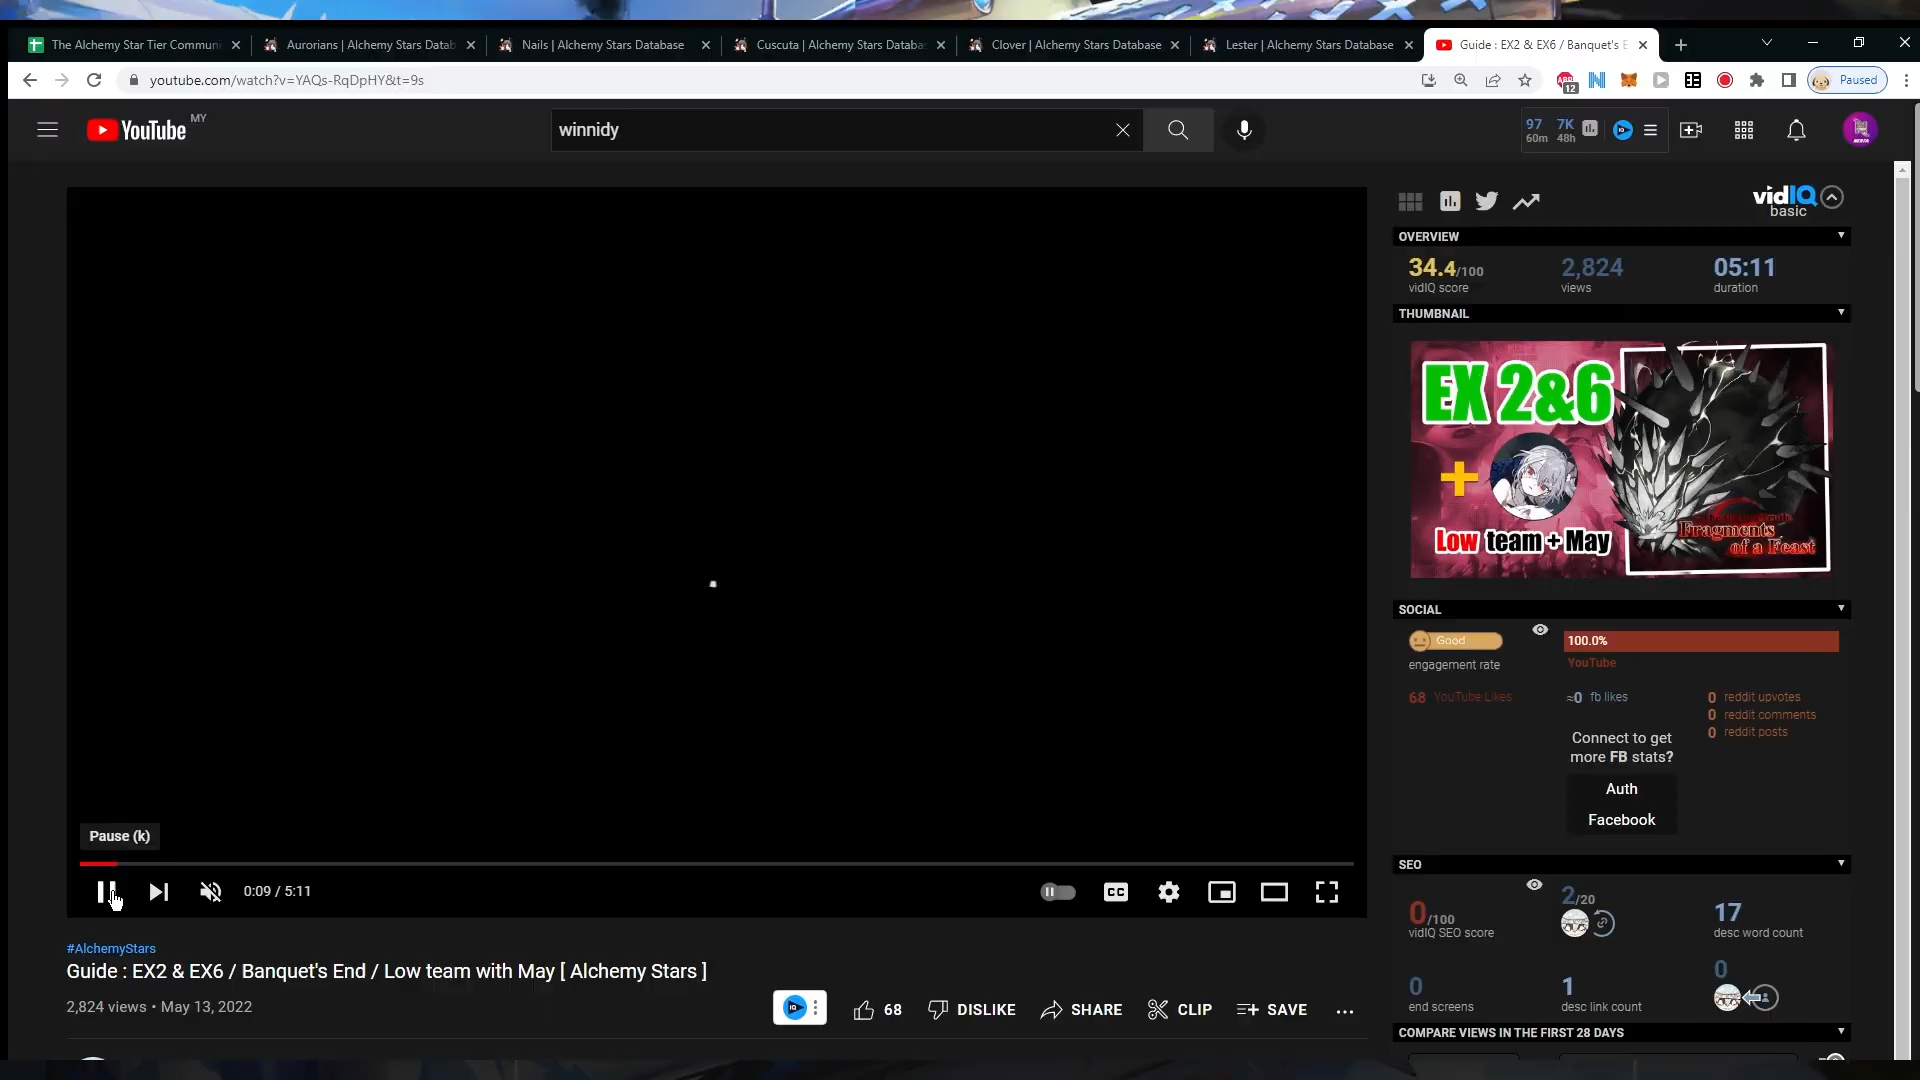 The Alchemy Star Tier Commun
Aurorians | Alchemy Stars Datab
Nails | Alchemy Stars Database
Cuscuta | Alchemy Stars Databa
Clover | Alchemy Stars Database
Lester | Alchemy Stars Database
Guide : EX2 & EX6 / Banquet's E
youtube.com/watch?v=YAQs-RqDpHY&t=9s
12
Paused
YouTube MY
winnidy
97 7K
60m 48h
vidIQ
basic
OVERVIEW
34.4/100 2,824 05:11
vidIQ score views duration
THUMBNAIL
EX 2&6
+
Low team + May
Fragments
of a Feast
SOCIAL
Good
100.0%
engagement rate
YouTube
68 YouTube Likes
≈0 fb likes
0 reddit upvotes
0 reddit comments
0 reddit posts
Connect to get
more FB stats?
Auth
Facebook
Pause (k)
0:09 / 5:11
CC
SEO
0/100
vidIQ SEO score
2/20
17
desc word count
0
end screens
1
desc link count
0
COMPARE VIEWS IN THE FIRST 28 DAYS
#AlchemyStars
Guide : EX2 & EX6 / Banquet's End / Low team with May [ Alchemy Stars ]
2,824 views • May 13, 2022
68 DISLIKE SHARE CLIP SAVE